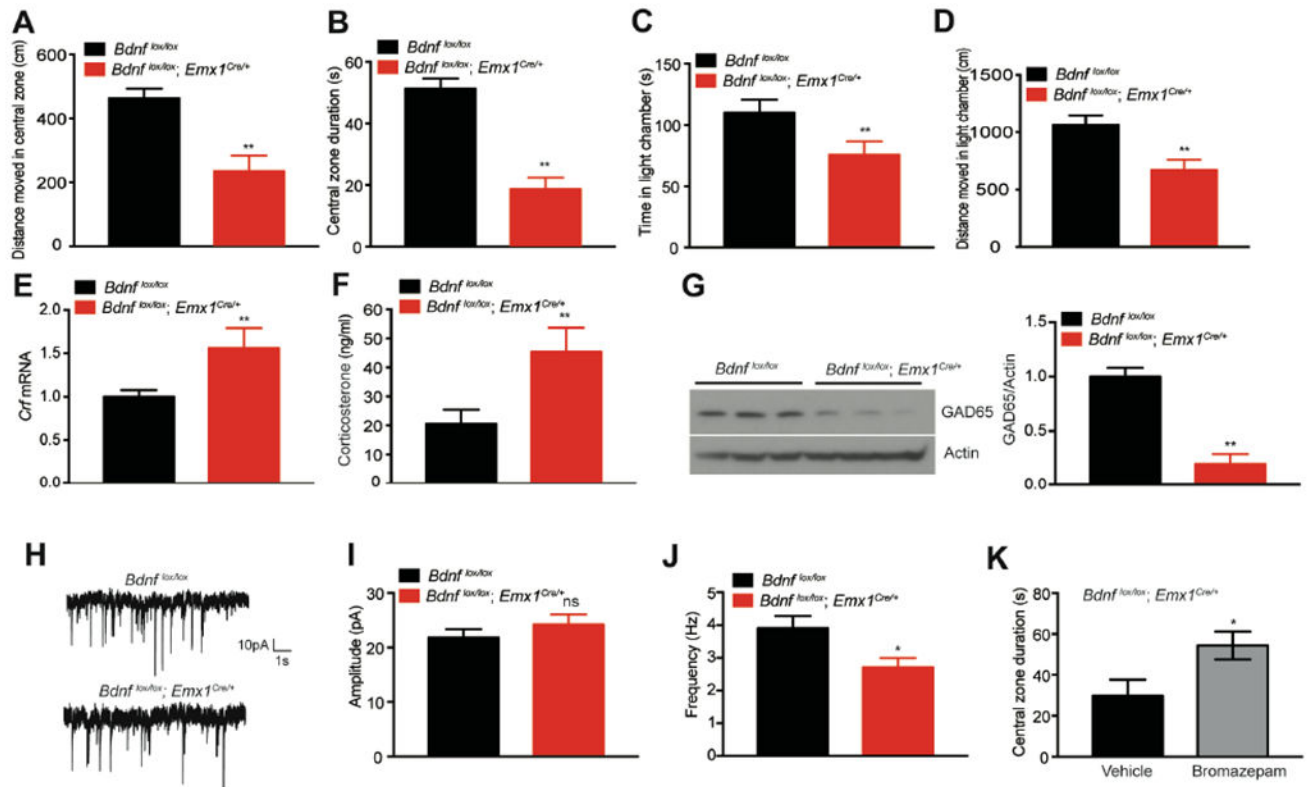 A
Distance moved in central zone (cm)
600
400
200
0
Bdnf lox/lox
Bdnf lox/lox; Emx1Cre/+
**
B
Central zone duration (s)
60
40
20
0
Bdnf lox/lox
Bdnf lox/lox; Emx1Cre/+
**
C
Time in light chamber (s)
150
100
50
0
Bdnf lox/lox
Bdnf lox/lox; Emx1Cre/+
**
D
Distance moved in light chamber (cm)
1500
1000
500
0
Bdnf lox/lox
Bdnf lox/lox; Emx1Cre/+
**
E
Crf mRNA
2.0
1.5
1.0
0.5
0.0
Bdnf lox/lox
Bdnf lox/lox; Emx1Cre/+
**
F
Corticosterone (ng/ml)
60
50
40
30
20
10
0
Bdnf lox/lox
Bdnf lox/lox; Emx1Cre/+
**
G
Bdnf lox/lox
Bdnf lox/lox; Emx1Cre/+
GAD65
Actin
GAD65/Actin
1.5
1.0
0.5
0.0
Bdnf lox/lox
Bdnf lox/lox; Emx1Cre/+
**
H
Bdnf lox/lox
10pA
1s
Bdnf lox/lox; Emx1Cre/+
I
Amplitude (pA)
30
20
10
0
Bdnf lox/lox
Bdnf lox/lox; Emx1Cre/+
ns
J
Frequency (Hz)
5
4
3
2
1
0
Bdnf lox/lox
Bdnf lox/lox; Emx1Cre/+
*
K
Central zone duration (s)
80
60
40
20
0
Bdnf lox/lox; Emx1Cre/+
*
Vehicle
Bromazepam